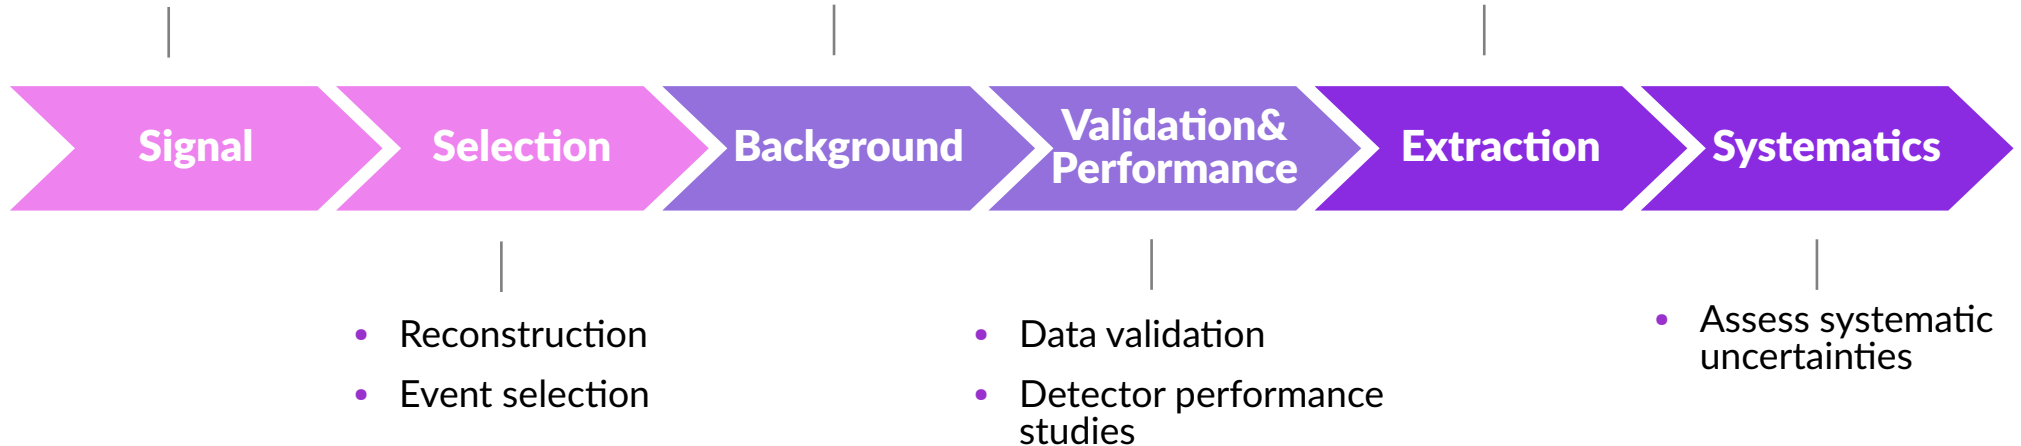 Signal
Selection
Background
Validation&
Performance
Extraction
Systematics
• Reconstruction
• Event selection
• Data validation
• Detector performance
studies
• Assess systematic
uncertainties